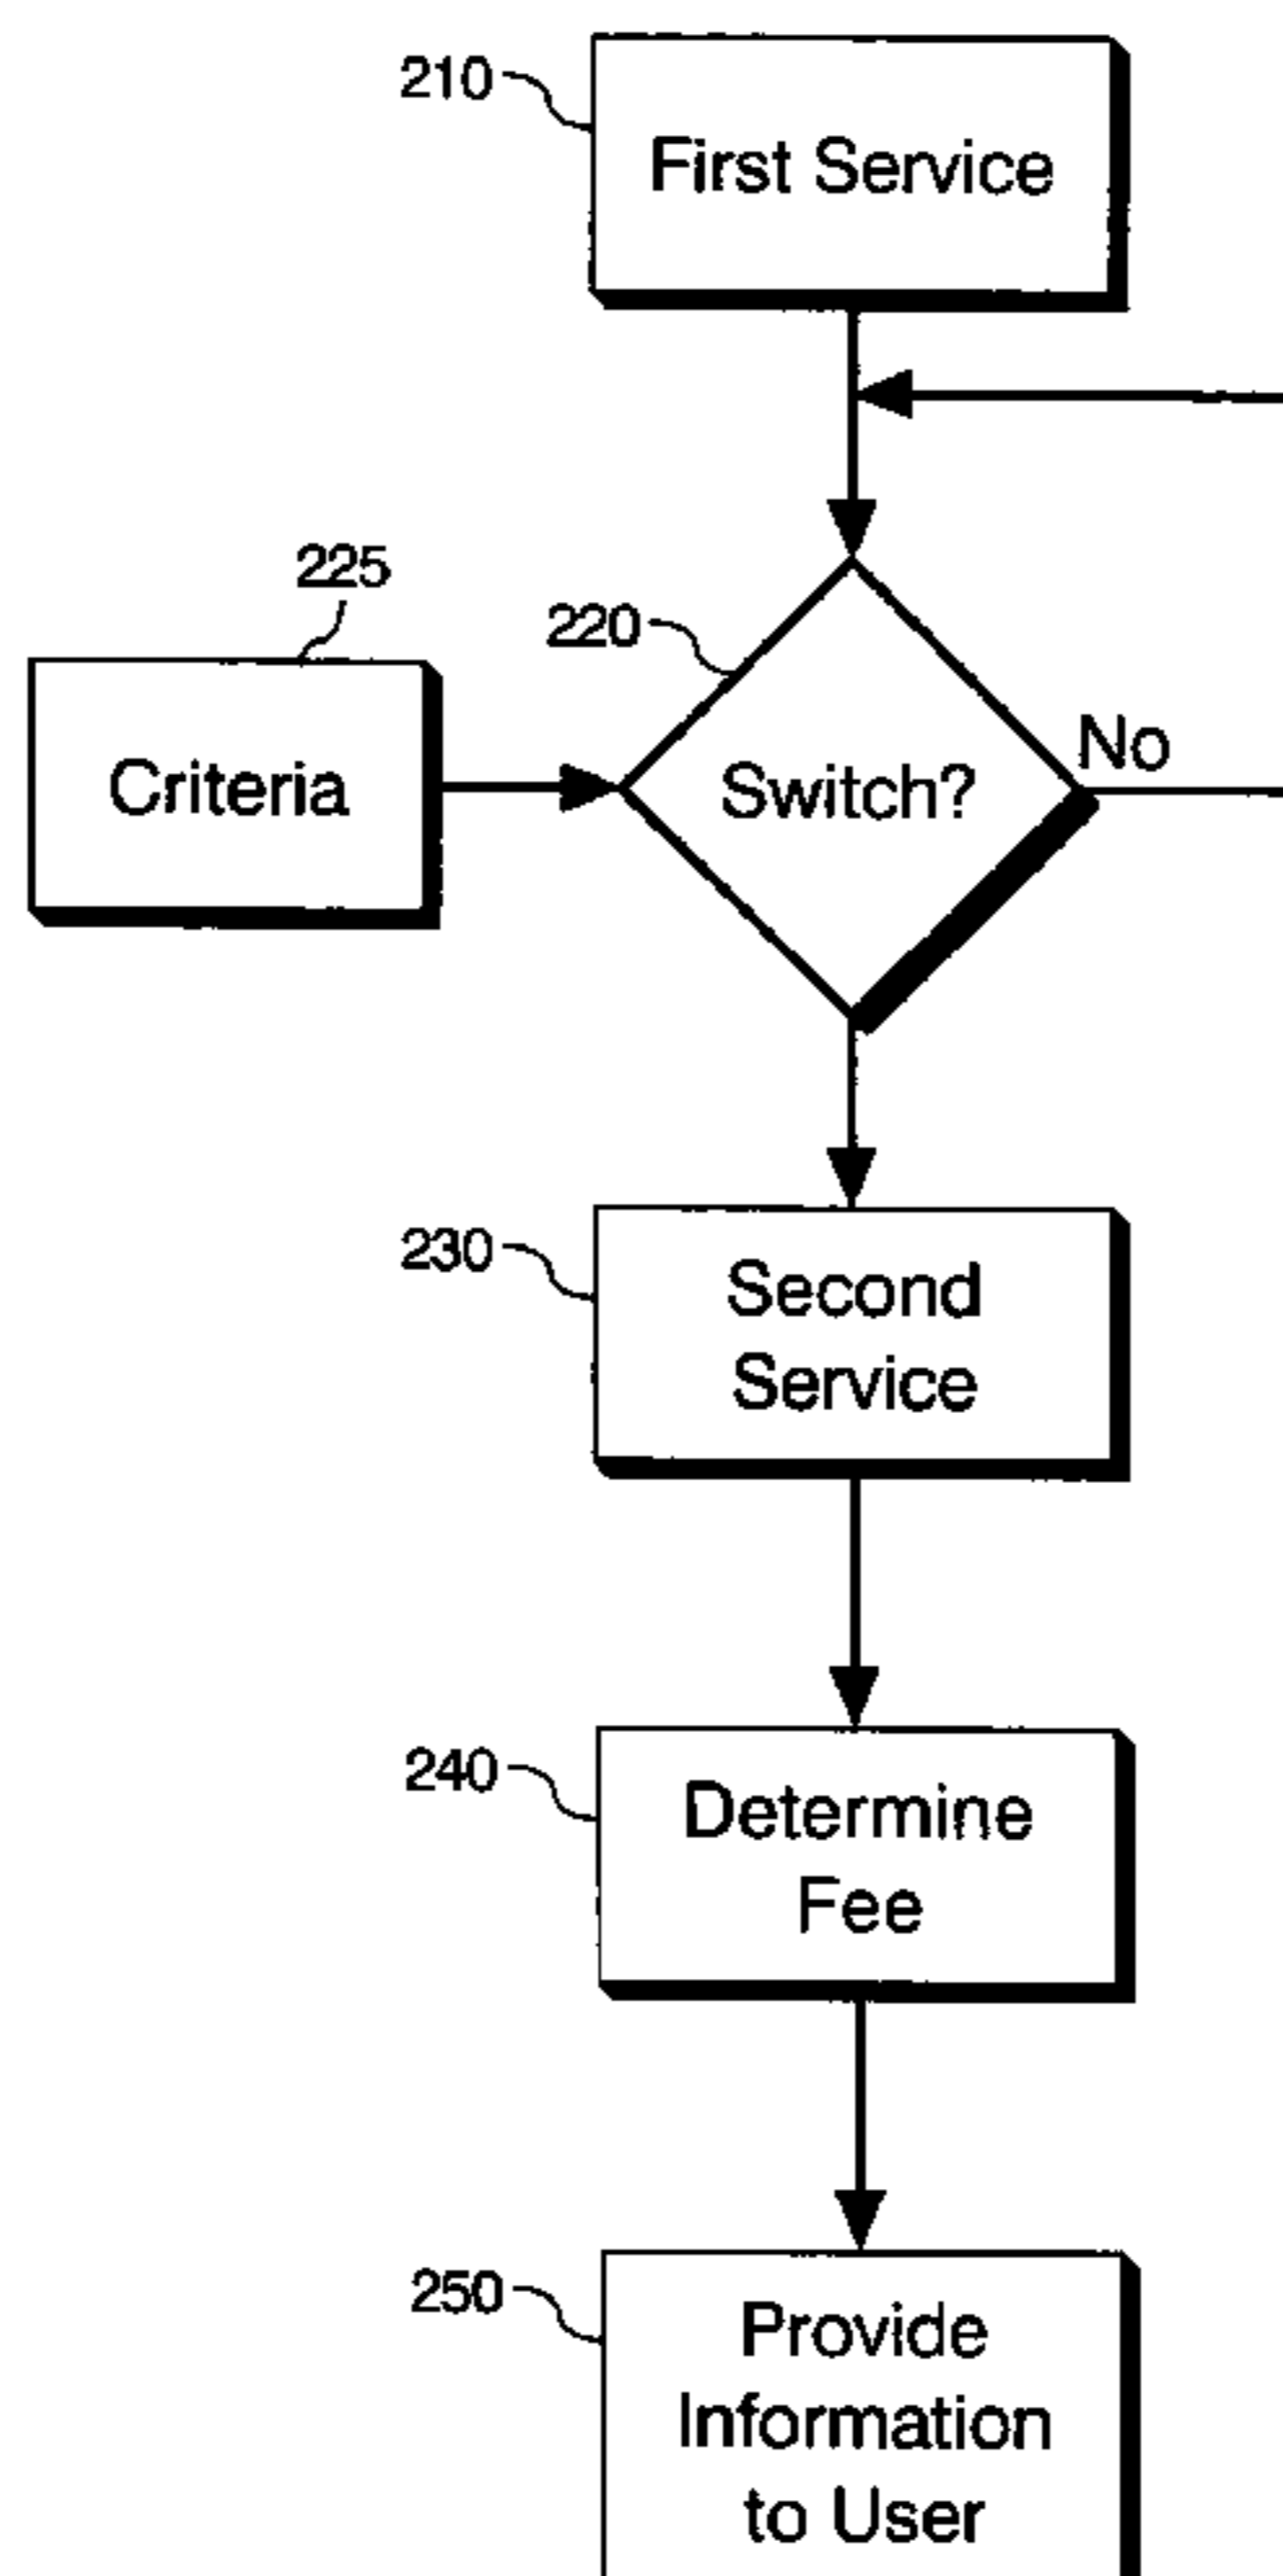 210
First Service
225
220
Criteria
Switch?
No
230
Second
Service
240
Determine
Fee
250
Provide
Information
to User